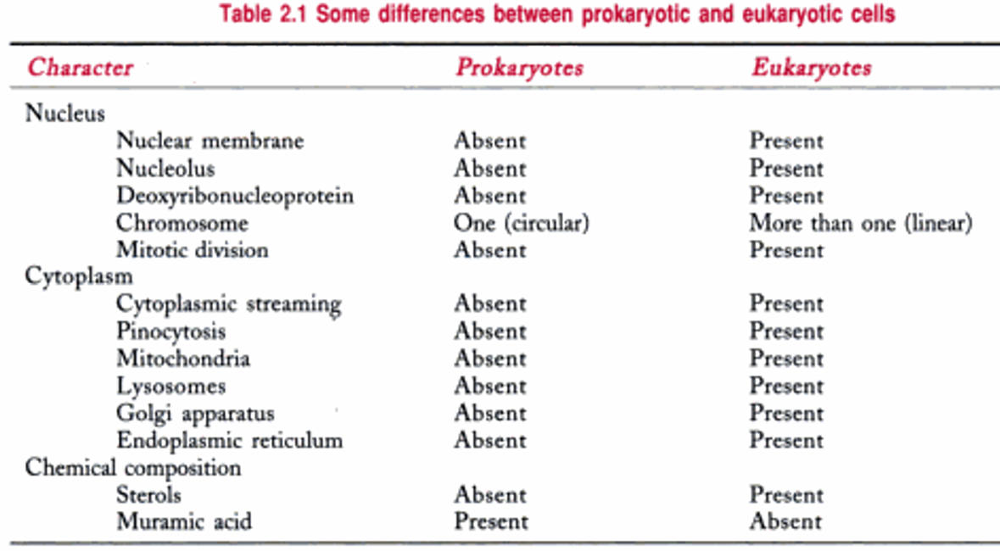 Table 2.1 Some differences between prokaryotic and eukaryotic cells
Character Prokaryotes Eukaryotes
Nucleus
Nuclear membrane Absent Present
Nucleolus Absent Present
Deoxyribonucleoprotein Absent Present
Chromosome One (circular) More than one (linear)
Mitotic division Absent Present
Cytoplasm
Cytoplasmic streaming Absent Present
Pinocytosis Absent Present
Mitochondria Absent Present
Lysosomes Absent Present
Golgi apparatus Absent Present
Endoplasmic reticulum Absent Present
Chemical composition
Sterols Absent Present
Muramic acid Present Absent